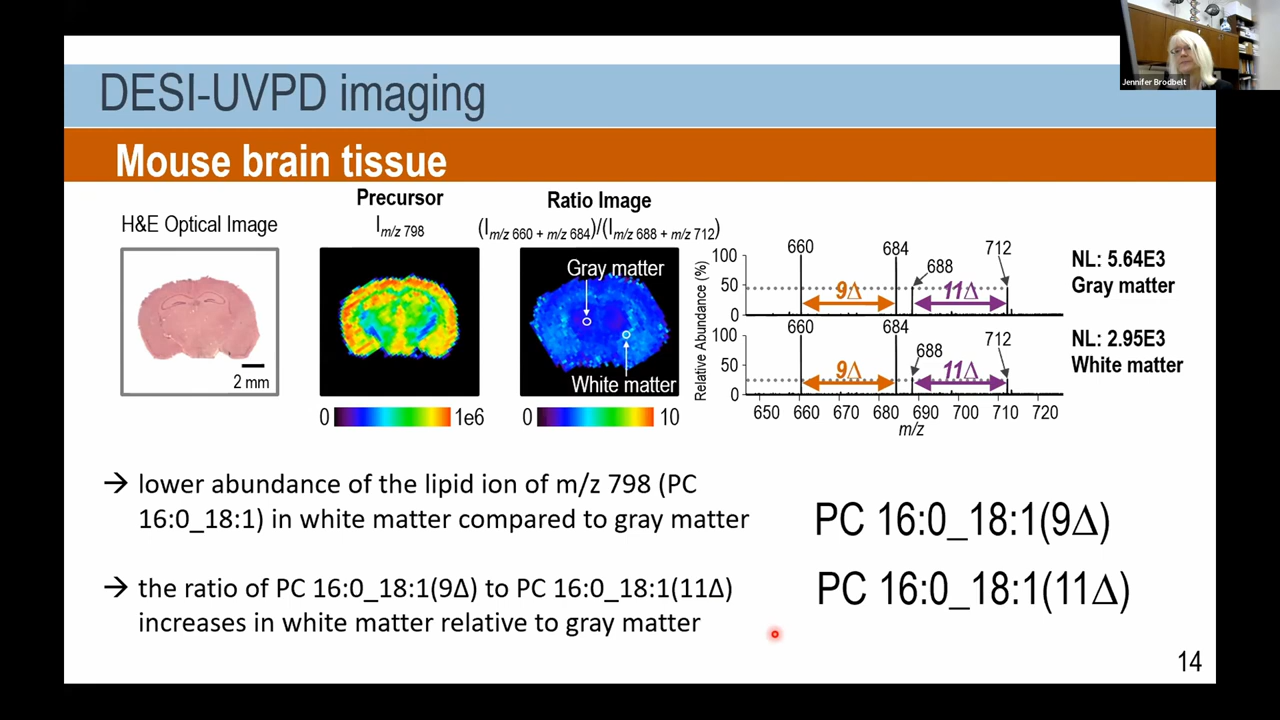 Jennifer Brodbelt
DESI-UVPD imaging
Mouse brain tissue
H&E Optical Image
2 mm
Precursor
I m/z 798
0 1e6
Ratio Image
(I m/z 660 + m/z 684)/(I m/z 688 + m/z 712)
Gray matter
White matter
0 10
Relative Abundance (%)
100
50
0
660 684 688 712
9Δ 11Δ
NL: 5.64E3
Gray matter
100
50
0
660 684 688 712
9Δ 11Δ
NL: 2.95E3
White matter
650 660 670 680 690 700 710 720
m/z
→ lower abundance of the lipid ion of m/z 798 (PC
16:0_18:1) in white matter compared to gray matter
→ the ratio of PC 16:0_18:1(9Δ) to PC 16:0_18:1(11Δ)
increases in white matter relative to gray matter
PC 16:0_18:1(9Δ)
PC 16:0_18:1(11Δ)
14